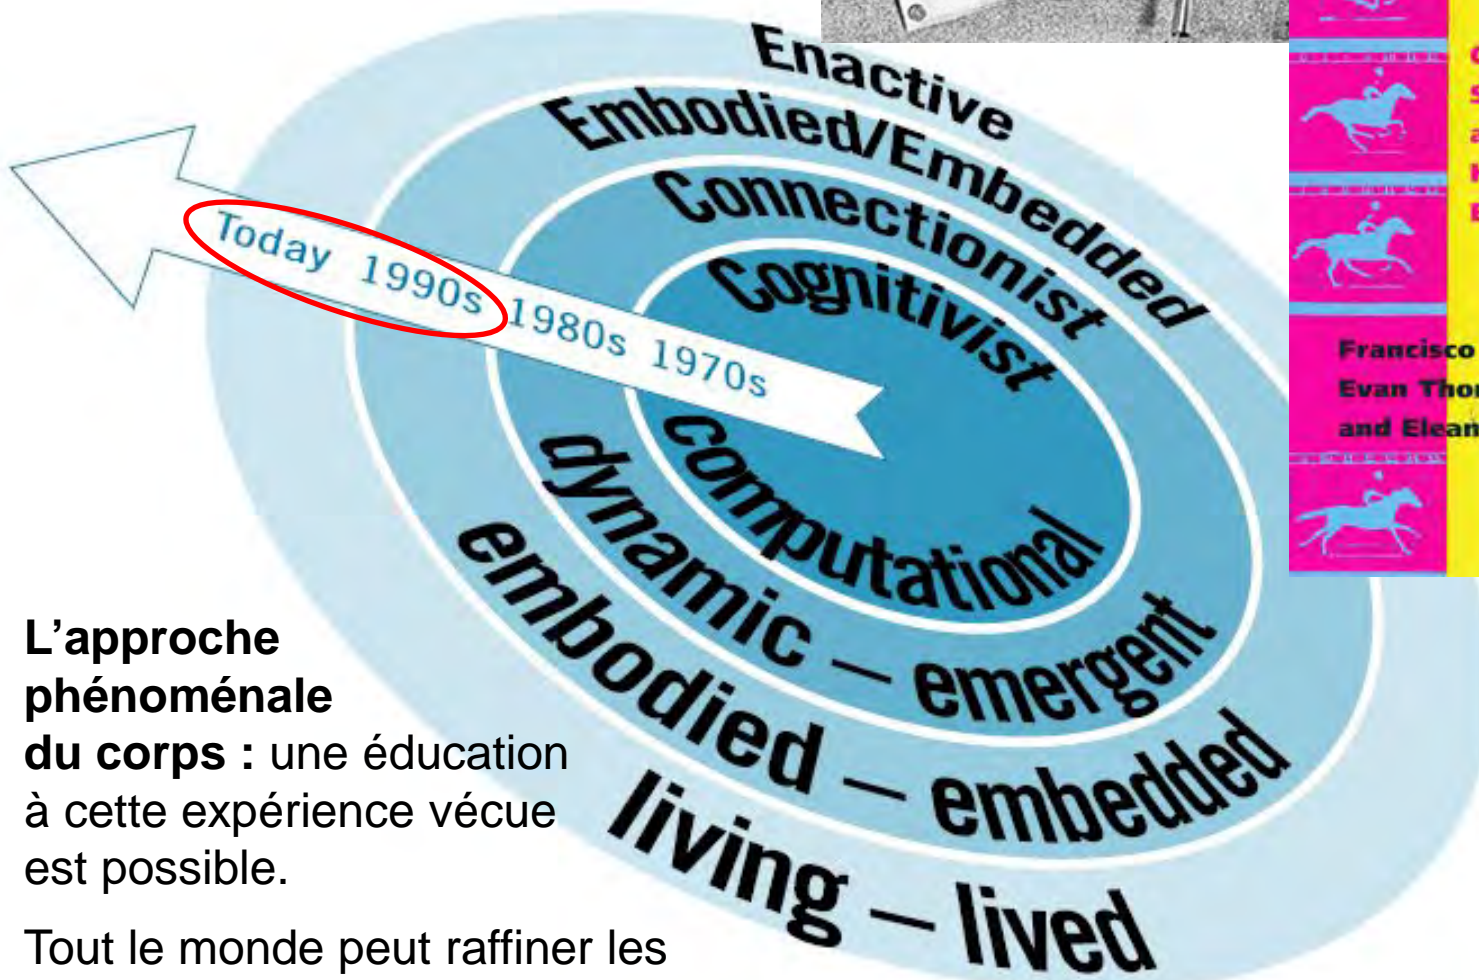 Enactive
Embodied/Embedded
Connectionist
Cognitivist
Today 1990s 1980s 1970s
computational
dynamic – emergent
embodied – embedded
living – lived
Francisco
Evan
and
L’approche
phénoménale
du corps : une éducation
à cette expérience vécue
est possible.
Tout le monde peut raffiner les